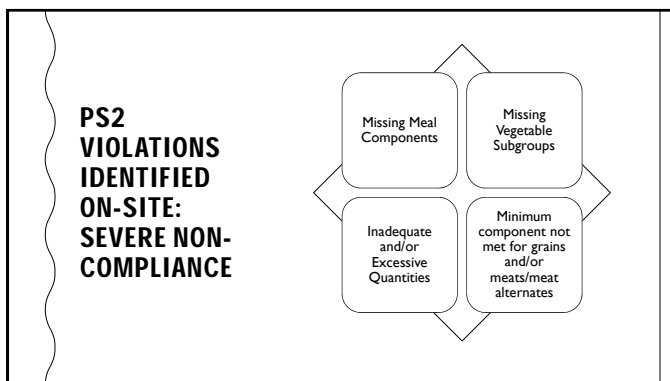 PS2
VIOLATIONS
IDENTIFIED
ON-SITE:
SEVERE NON-
COMPLIANCE
Missing Meal
Components
Missing
Vegetable
Subgroups
Inadequate
and/or
Excessive
Quantities
Minimum
component not
met for grains
and/or
meats/meat
alternates